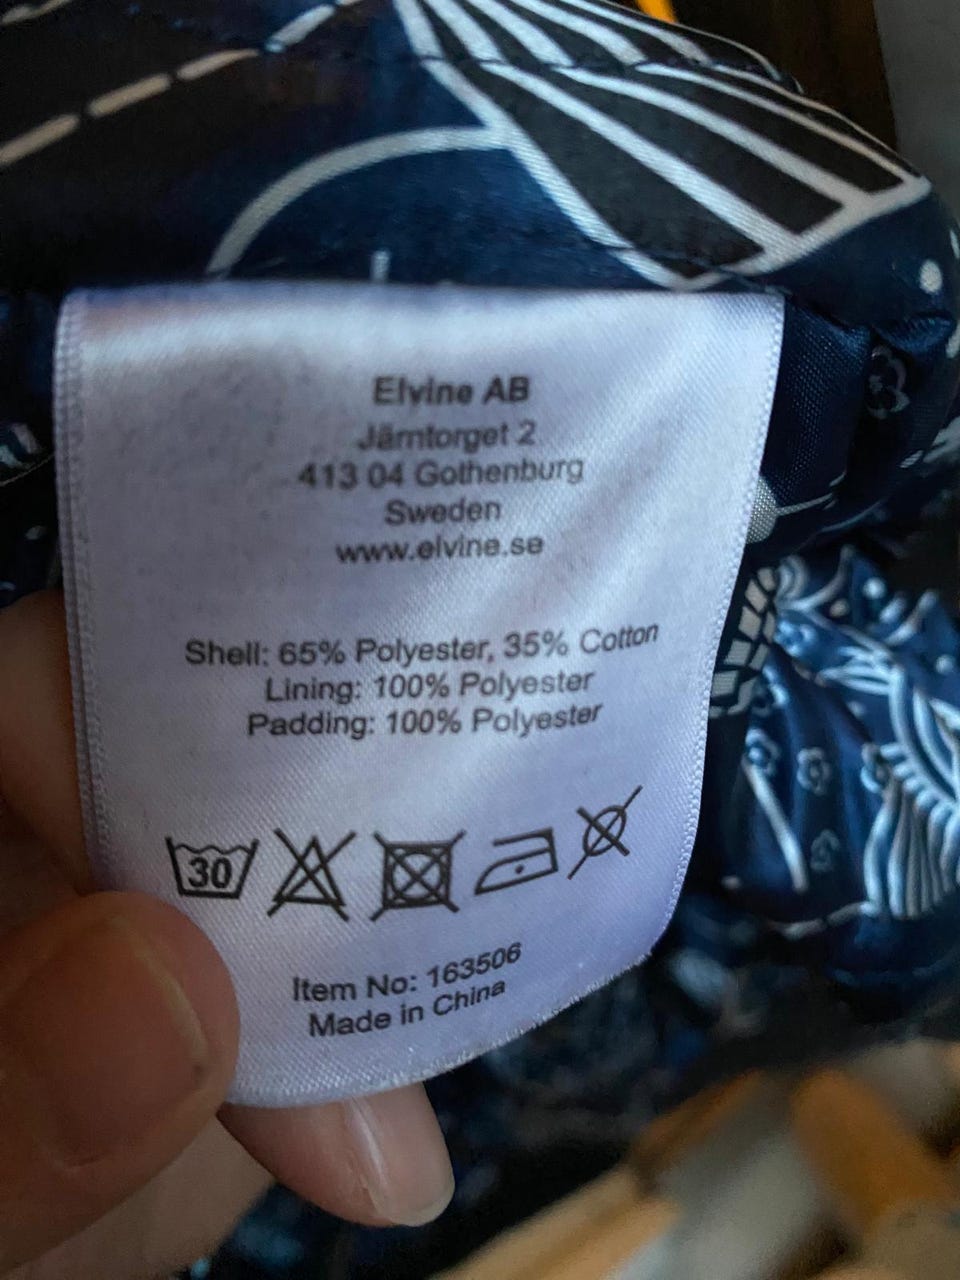 Elvine AB
Järntorget 2
413 04 Gothenburg
Sweden
www.elvine.se
Shell: 65% Polyester, 35% Cotton
Lining: 100% Polyester
Padding: 100% Polyester
30
Item No: 163506
Made in China